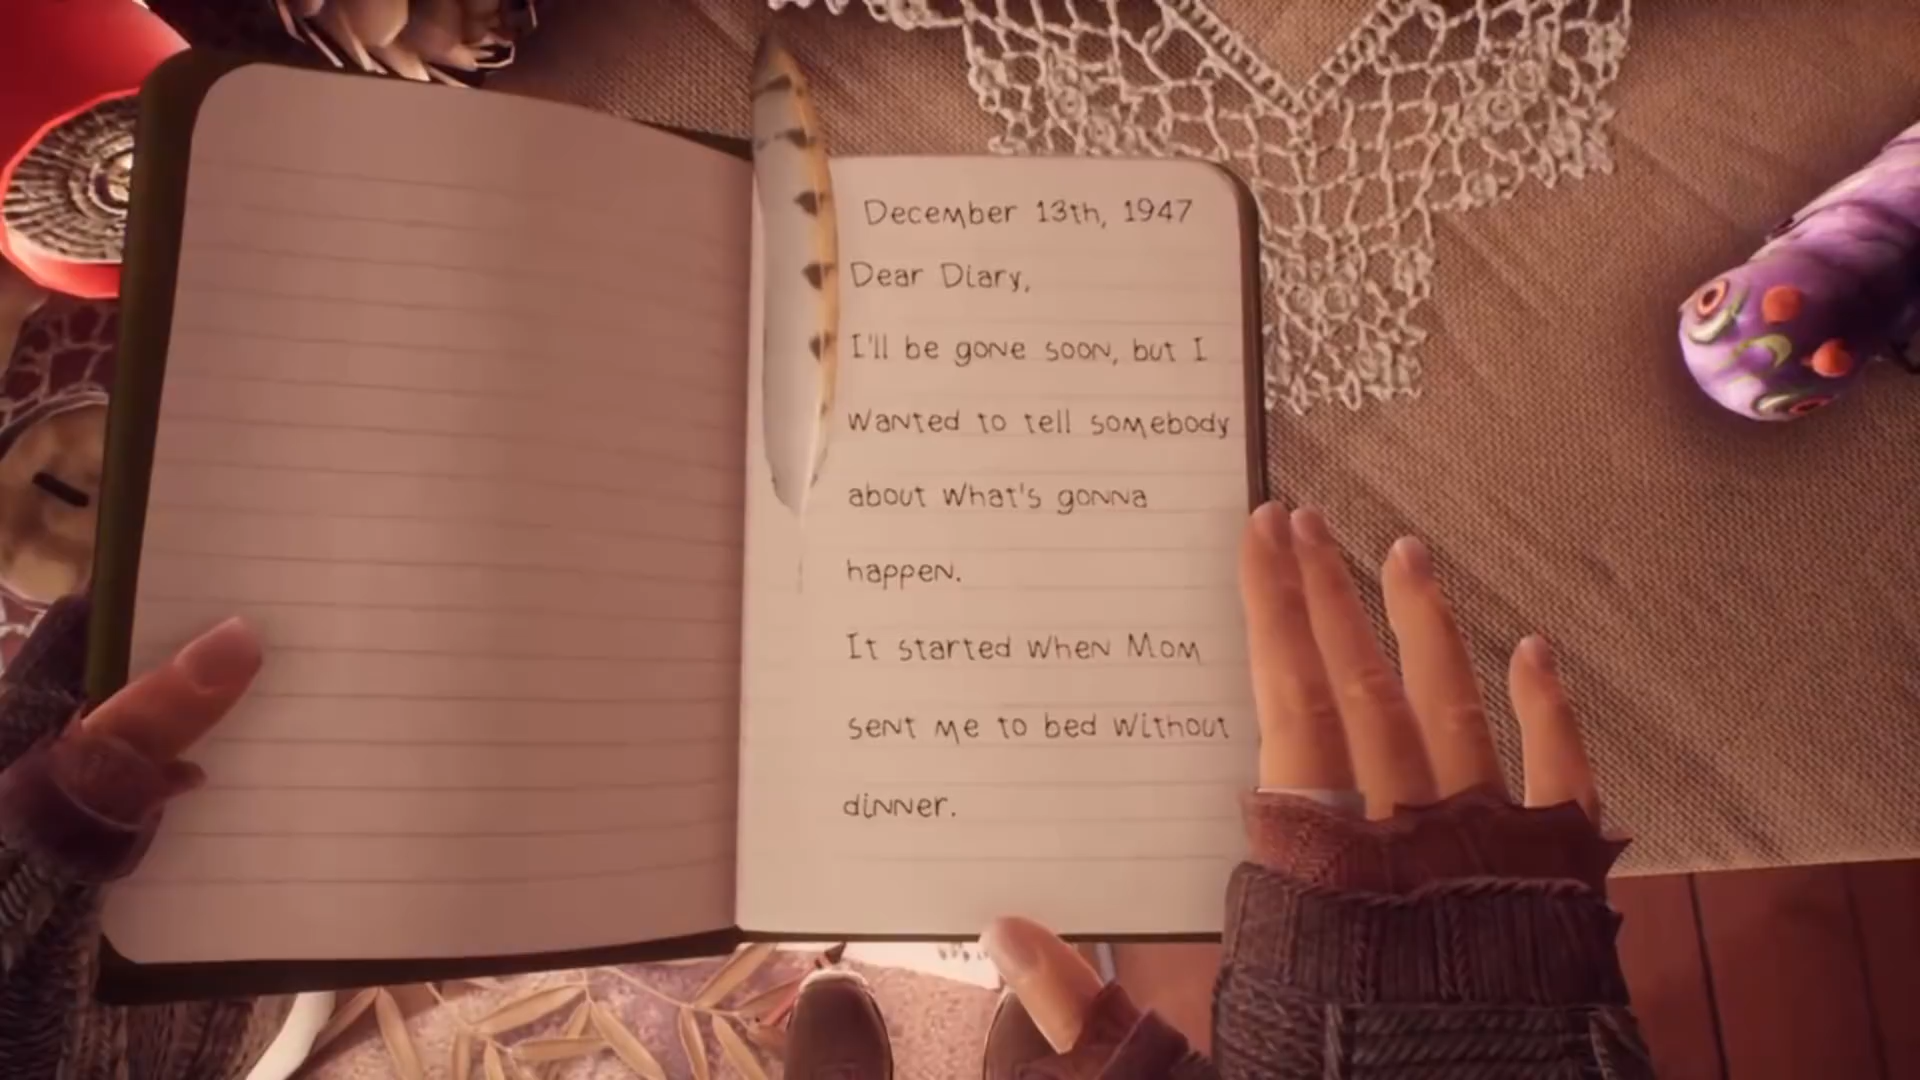 December 13th, 1947
Dear Diary,
I'll be gone soon, but I
wanted to tell somebody
about what's gonna
happen.
It started when Mom
sent me to bed without
dinner.